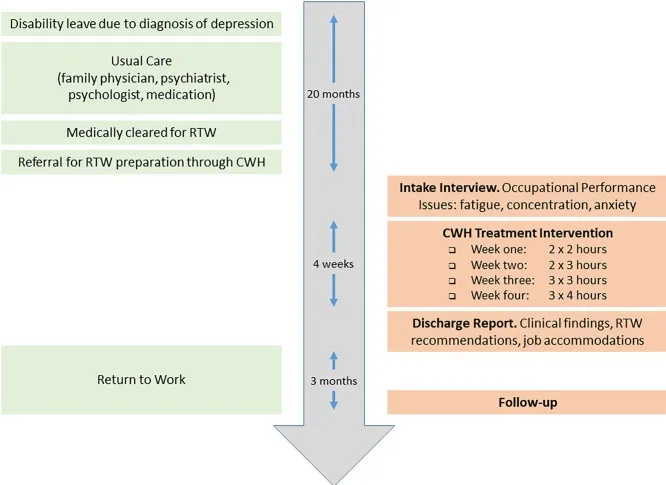 Disability leave due to diagnosis of depression
Usual Care
(family physician, psychiatrist,
psychologist, medication)
20 months
Medically cleared for RTW
Referral for RTW preparation through CWH
Intake Interview. Occupational Performance
Issues: fatigue, concentration, anxiety
CWH Treatment Intervention
❑ Week one: 2 x 2 hours
❑ Week two: 2 x 3 hours
❑ Week three: 3 x 3 hours
❑ Week four: 3 x 4 hours
4 weeks
Discharge Report. Clinical findings, RTW
recommendations, job accommodations
Return to Work
3 months
Follow-up